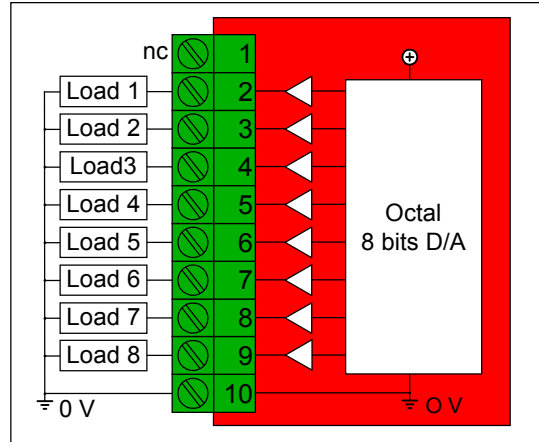 nc 1
Load 1 2
Load 2 3
Load3 4
Load 4 5
Load 5 6
Load 6 7
Load 7 8
Load 8 9
10
0 V
Octal
8 bits D/A
O V